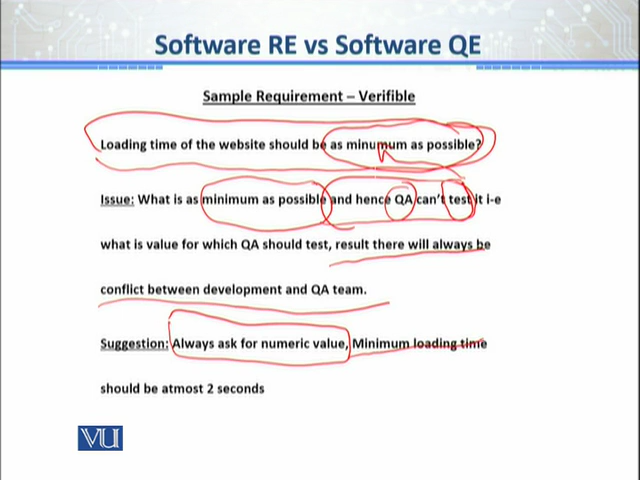 Software RE vs Software QE
Sample Requirement – Verifible
Loading time of the website should be as minumum as possible?
Issue: What is as minimum as possible and hence QA can't test it i-e
what is value for which QA should test, result there will always be
conflict between development and QA team.
Suggestion: Always ask for numeric value, Minimum loading time
should be atmost 2 seconds
VU